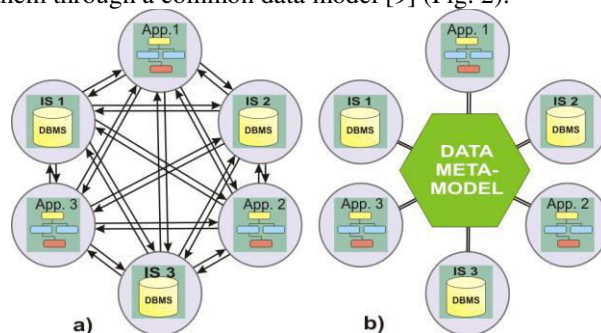 nem through a common data model [9] (Fig. 2).
App.1
App. 1
IS 1
DBMS
IS 2
DBMS
IS 1
DBMS
IS 2
DBMS
DATA
META-
MODEL
App. 3
App. 2
App. 3
App. 2
IS 3
DBMS
IS 3
DBMS
a)
b)